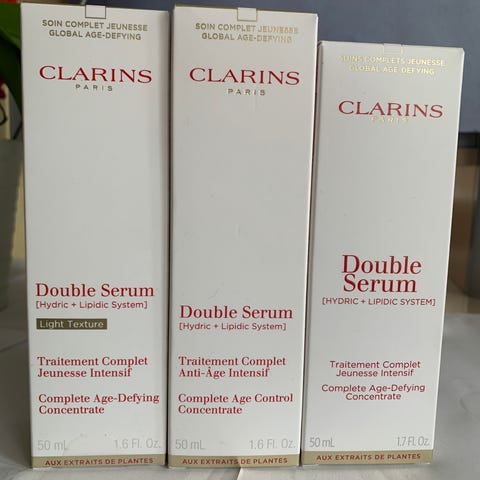 SOIN COMPLET JEUNESSE
GLOBAL AGE-DEFYING
CLARINS
PARIS
Double Serum
[Hydric + Lipidic System]
Light Texture
Traitement Complet
Jeunesse Intensif
Complete Age-Defying
Concentrate
50 mL 1.6 Fl. Oz.
AUX EXTRAITS DE PLANTES
SOIN COMPLET JEUNESSE
GLOBAL AGE-DEFYING
CLARINS
PARIS
Double Serum
[Hydric + Lipidic System]
Traitement Complet
Anti-Âge Intensif
Complete Age Control
Concentrate
50 mL 1.6 Fl. Oz.
AUX EXTRAITS DE PLANTES
SOINS COMPLETS JEUNESSE
GLOBAL AGE-DEFYING
CLARINS
PARIS
Double
Serum
[HYDRIC + LIPIDIC SYSTEM]
Traitement Complet
Jeunesse Intensif
Complete Age-Defying
Concentrate
50 mL 1.7 Fl. Oz.
AUX EXTRAITS DE PLANTES